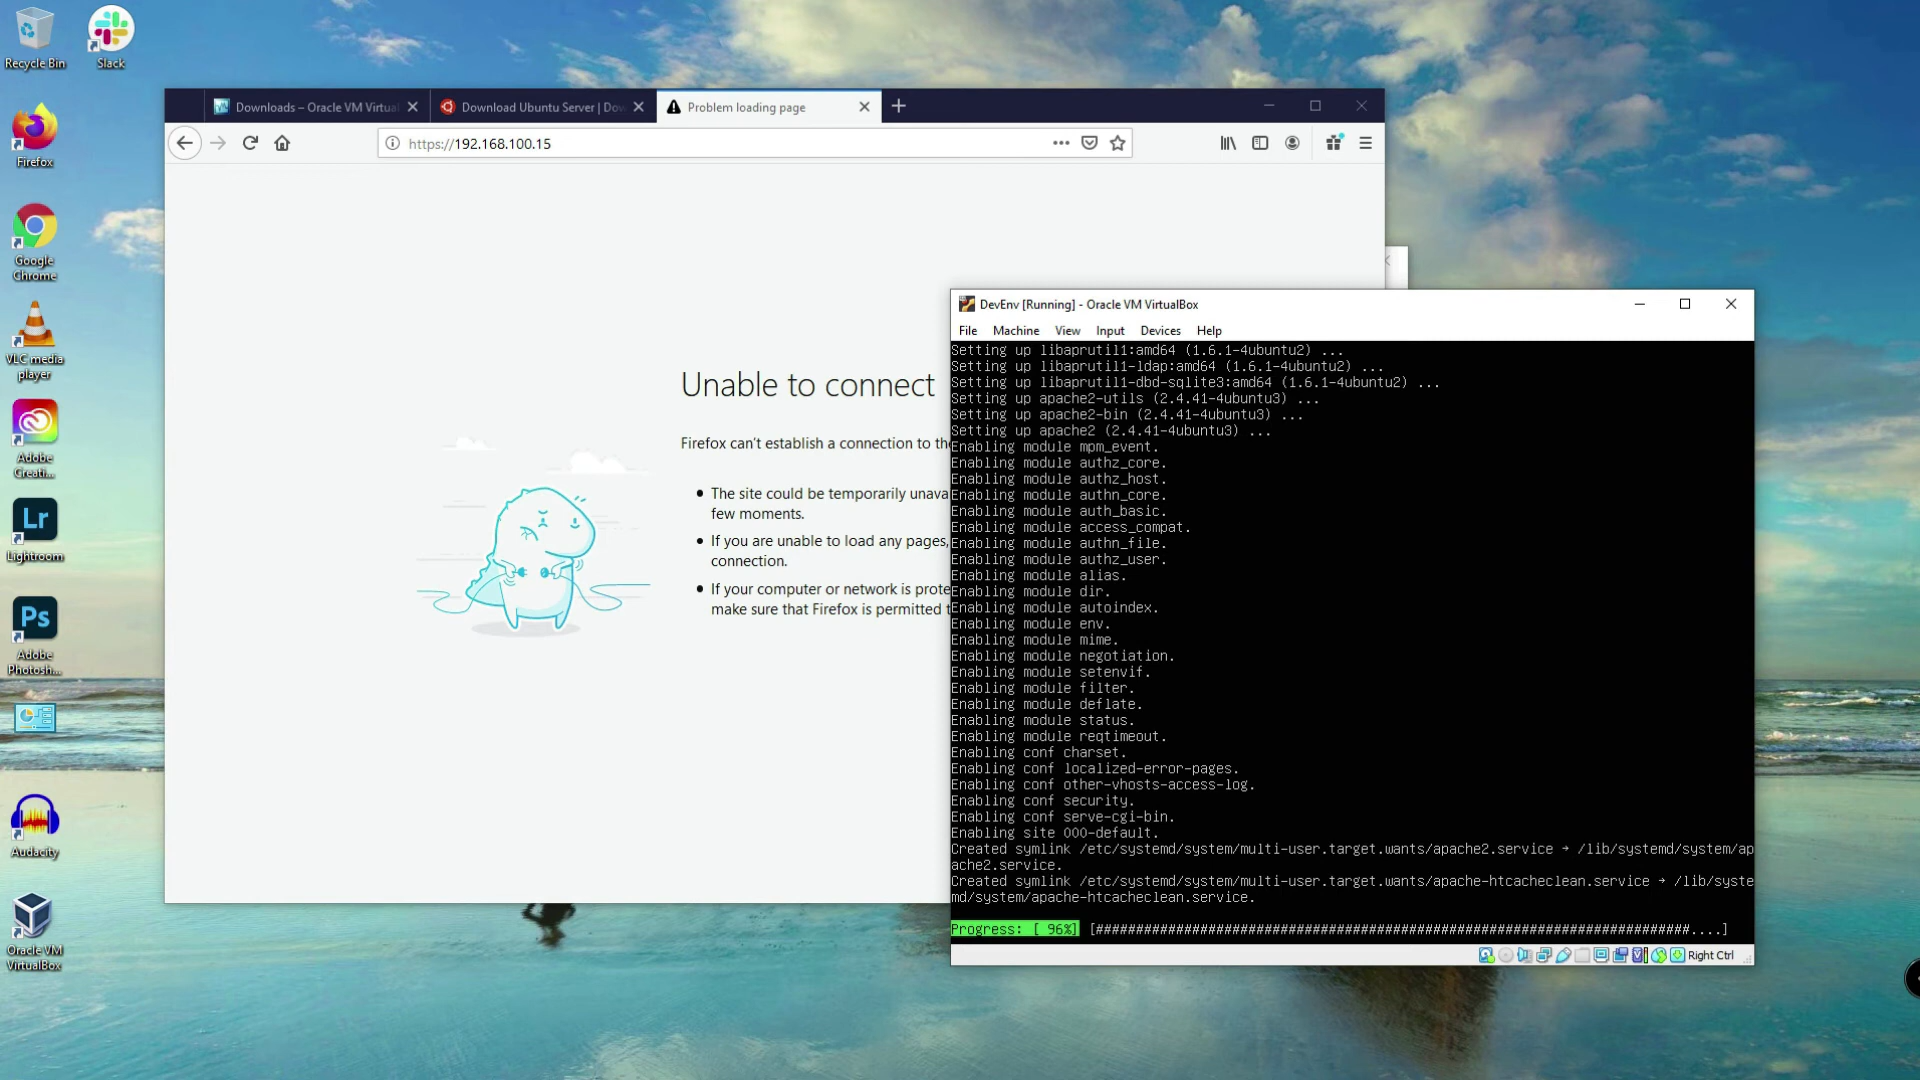 Recycle Bin
Slack
Firefox
Google
Chrome
VLC media
player
Adobe
Creati...
Lr
Lightroom
Ps
Adobe
Photosh...
Audacity
Oracle VM
VirtualBox
Downloads – Oracle VM Virtua
Download Ubuntu Server | Dow
Problem loading page
https://192.168.100.15
Unable to connect
Firefox can't establish a connection to the
The site could be temporarily unava
few moments.
If you are unable to load any pages,
connection.
If your computer or network is prote
make sure that Firefox is permitted t
DevEnv [Running] - Oracle VM VirtualBox
File Machine View Input Devices Help
Setting up libaprutil1:amd64 (1.6.1-4ubuntu2) ...
Setting up libaprutil1-ldap:amd64 (1.6.1-4ubuntu2) ...
Setting up libaprutil1-dbd-sqlite3:amd64 (1.6.1-4ubuntu2) ...
Setting up apache2-utils (2.4.41-4ubuntu3) ...
Setting up apache2-bin (2.4.41-4ubuntu3) ...
Setting up apache2 (2.4.41-4ubuntu3) ...
Enabling module mpm_event.
Enabling module authz_core.
Enabling module authz_host.
Enabling module authn_core.
Enabling module auth_basic.
Enabling module access_compat.
Enabling module authn_file.
Enabling module authz_user.
Enabling module alias.
Enabling module dir.
Enabling module autoindex.
Enabling module env.
Enabling module mime.
Enabling module negotiation.
Enabling module setenvif.
Enabling module filter.
Enabling module deflate.
Enabling module status.
Enabling module reqtimeout.
Enabling conf charset.
Enabling conf localized-error-pages.
Enabling conf other-vhosts-access-log.
Enabling conf security.
Enabling conf serve-cgi-bin.
Enabling site 000-default.
Created symlink /etc/systemd/system/multi-user.target.wants/apache2.service → /lib/systemd/system/ap
ache2.service.
Created symlink /etc/systemd/system/multi-user.target.wants/apache-htcacheclean.service → /lib/syste
md/system/apache-htcacheclean.service.
Progress: [ 96%] [##########################################################################....]
Right Ctrl